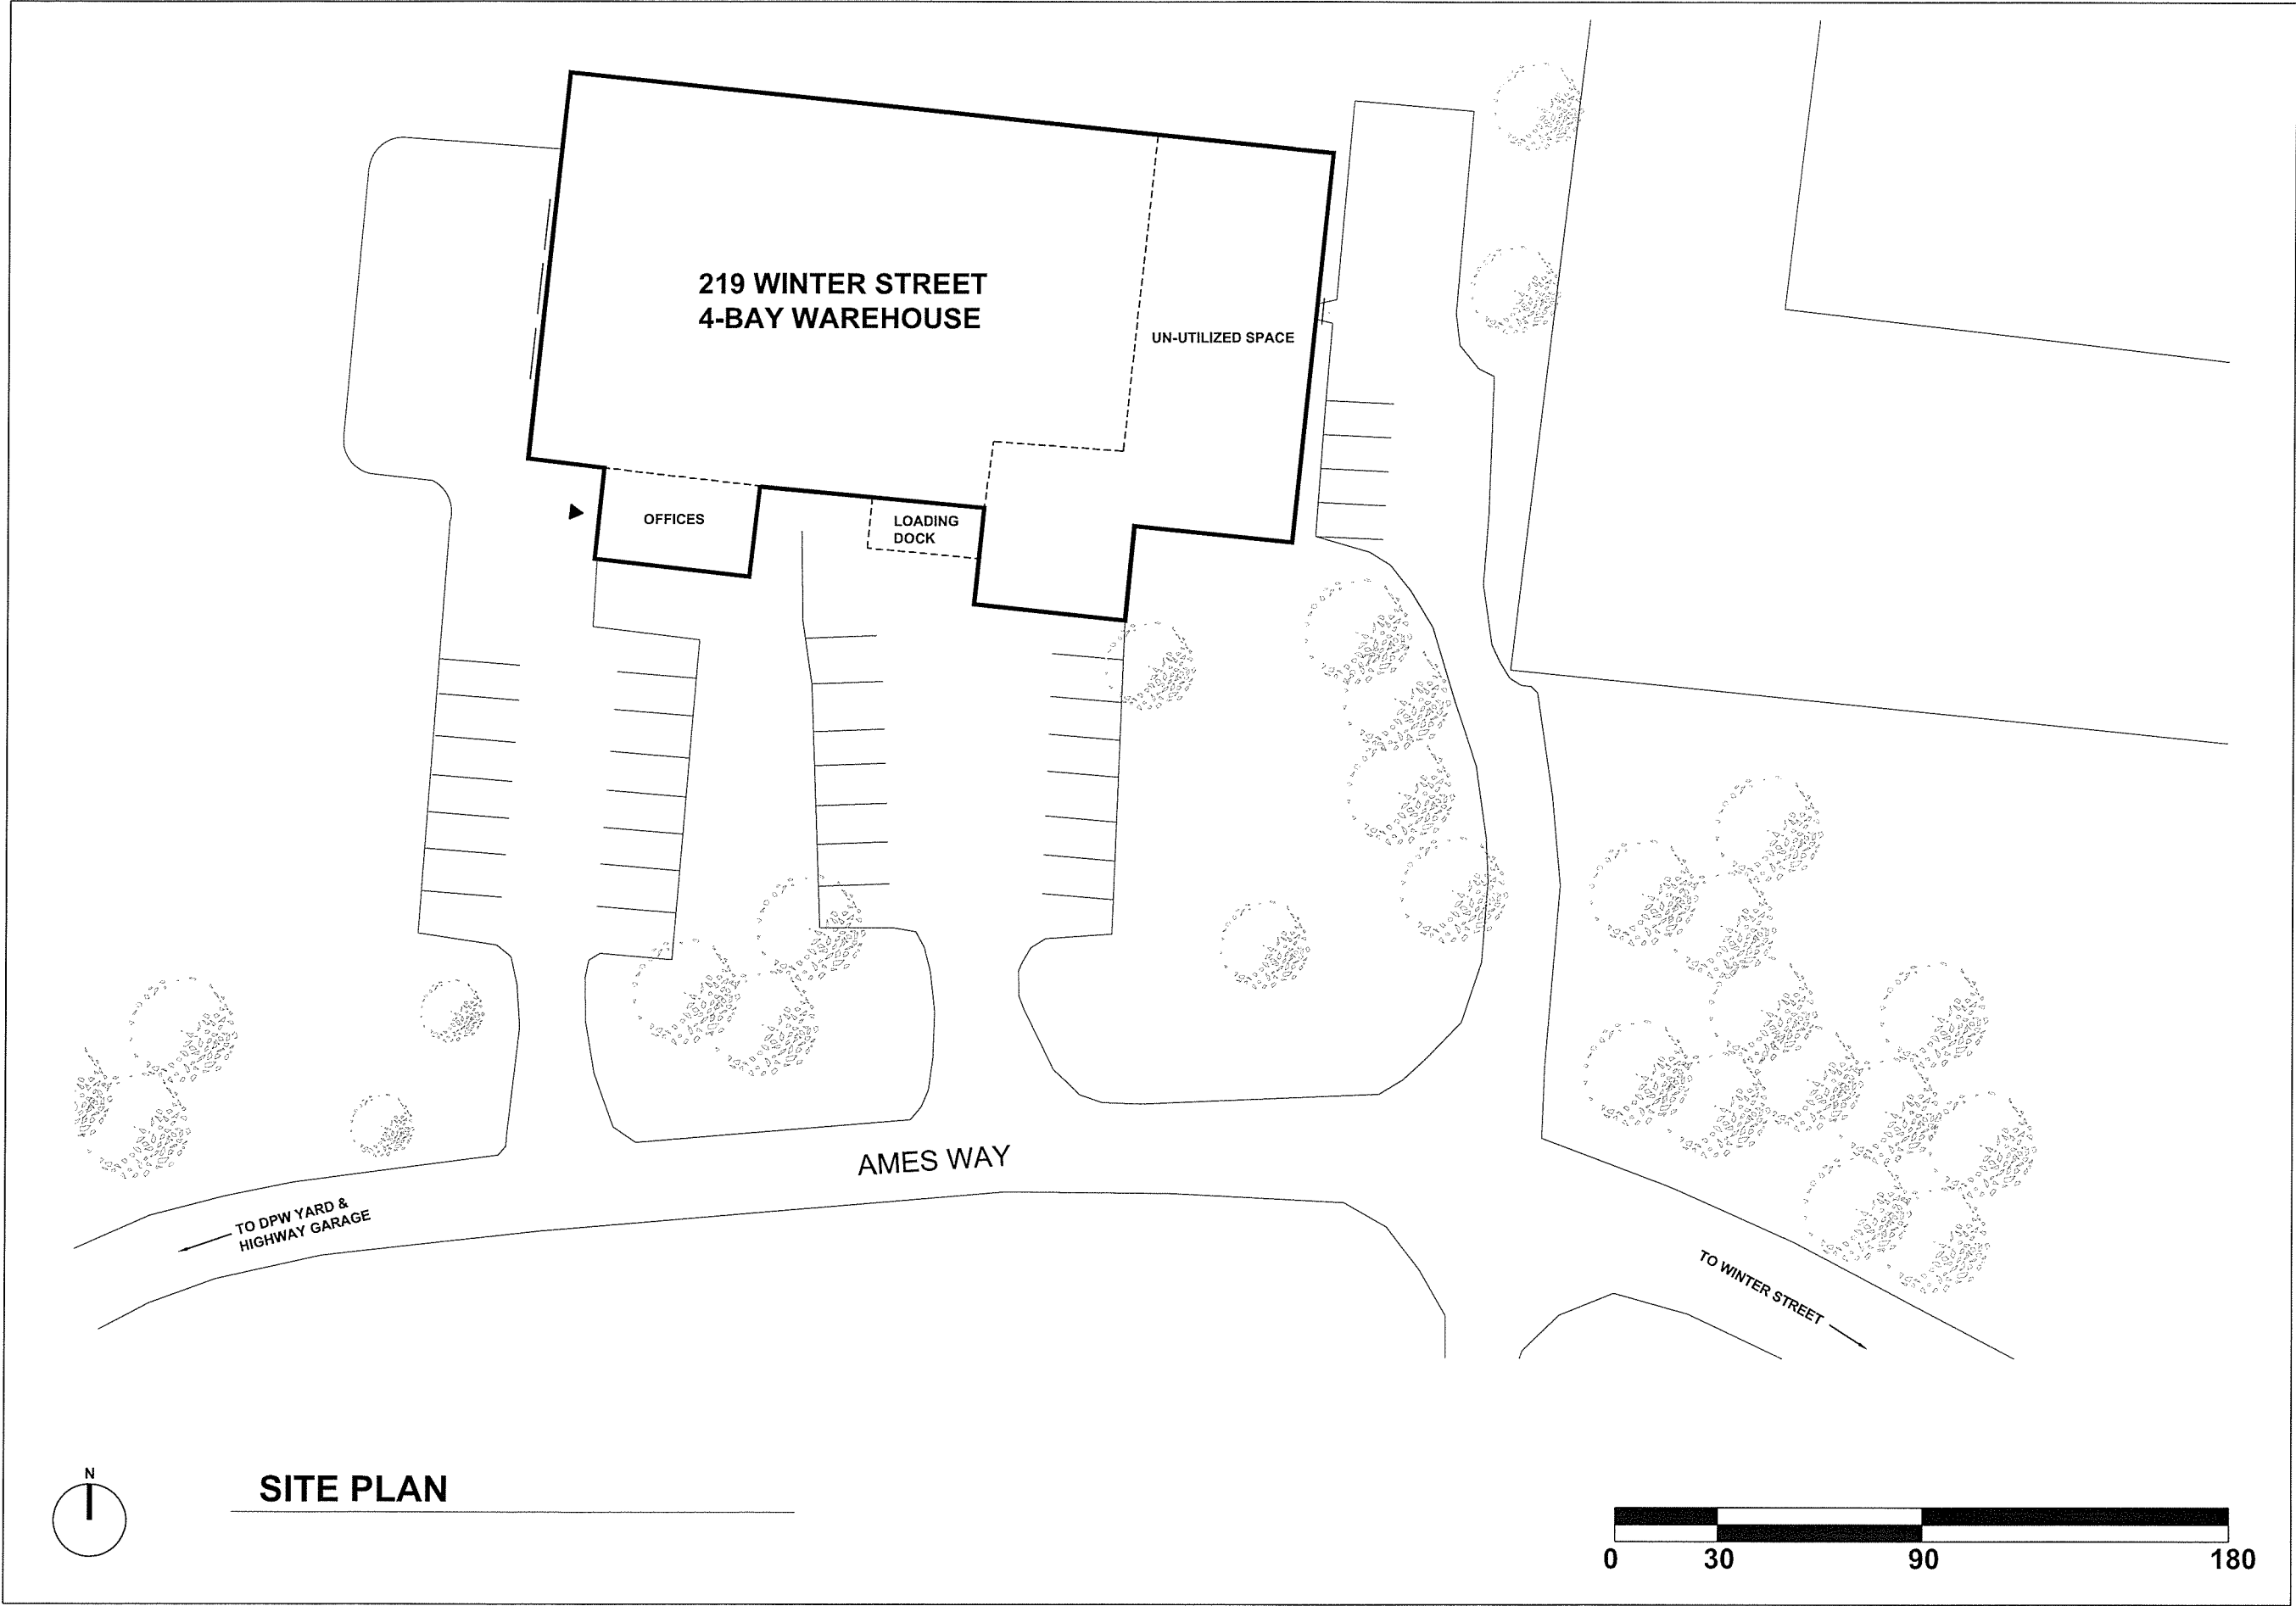 219 WINTER STREET
4-BAY WAREHOUSE
UN-UTILIZED SPACE
OFFICES
LOADING
DOCK
AMES WAY
TO DPW YARD &
HIGHWAY GARAGE
TO WINTER STREET
N
SITE PLAN
0 30 90 180